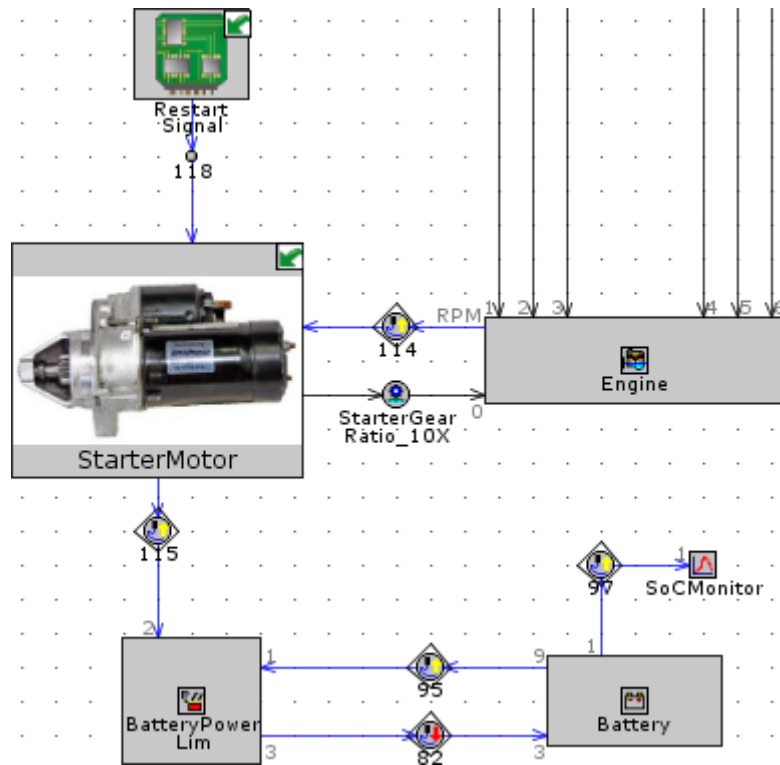 Restart
Signal
118
RPM
1
2
3
4
5
114
Engine
0
StarterGear
Ratio_10X
StarterMotor
115
1
97
SoCMonitor
2
1
95
9
1
BatteryPower
Lim
Battery
3
82
3